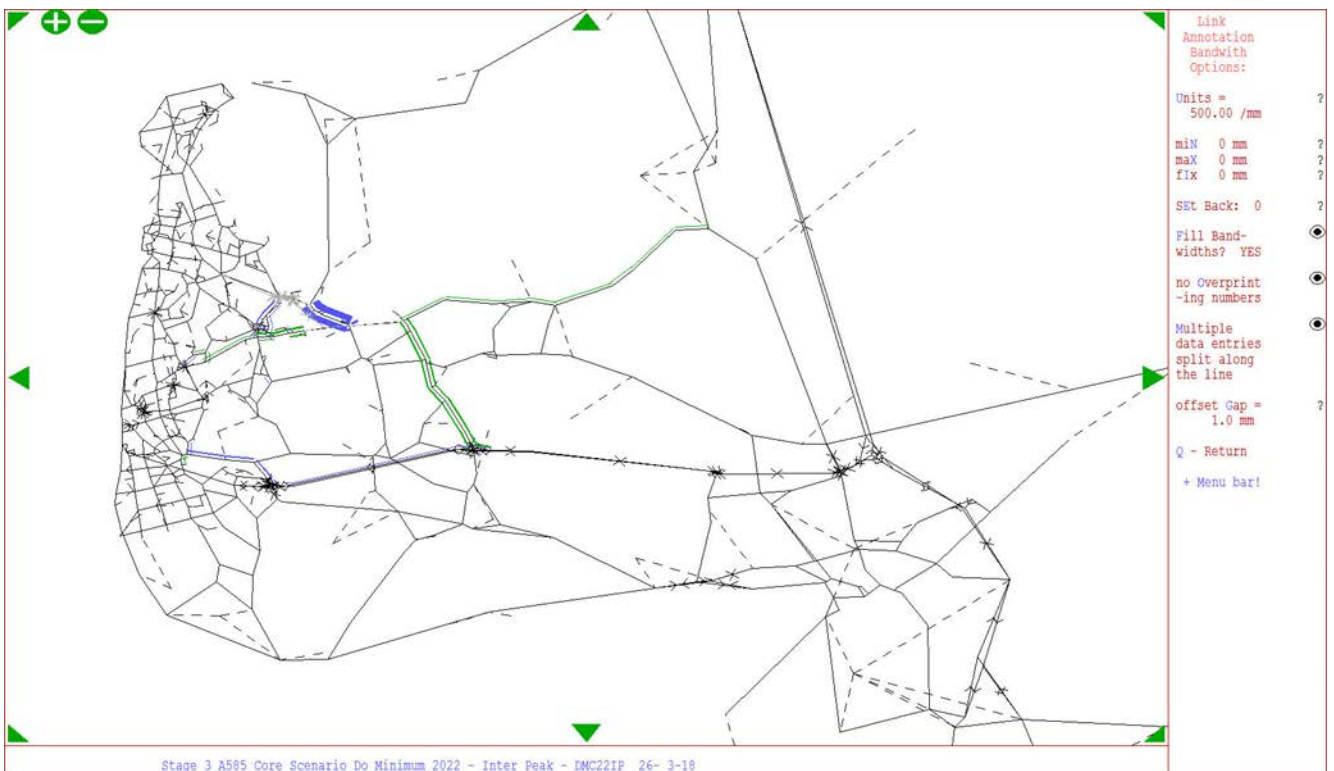 Link
Annotation
Bandwith
Options:
Units = ?
500.00 /mm
miN 0 mm ?
maX 0 mm ?
fIx 0 mm ?
SEt Back: 0 ?
Fill Band-
widths? YES
no Overprint
-ing numbers
Multiple
data entries
split along
the line
offset Gap = ?
1.0 mm
Q - Return
+ Menu bar!
Stage 3 A585 Core Scenario Do Minimum 2022 - Inter Peak - DMC22IP 26- 3-18